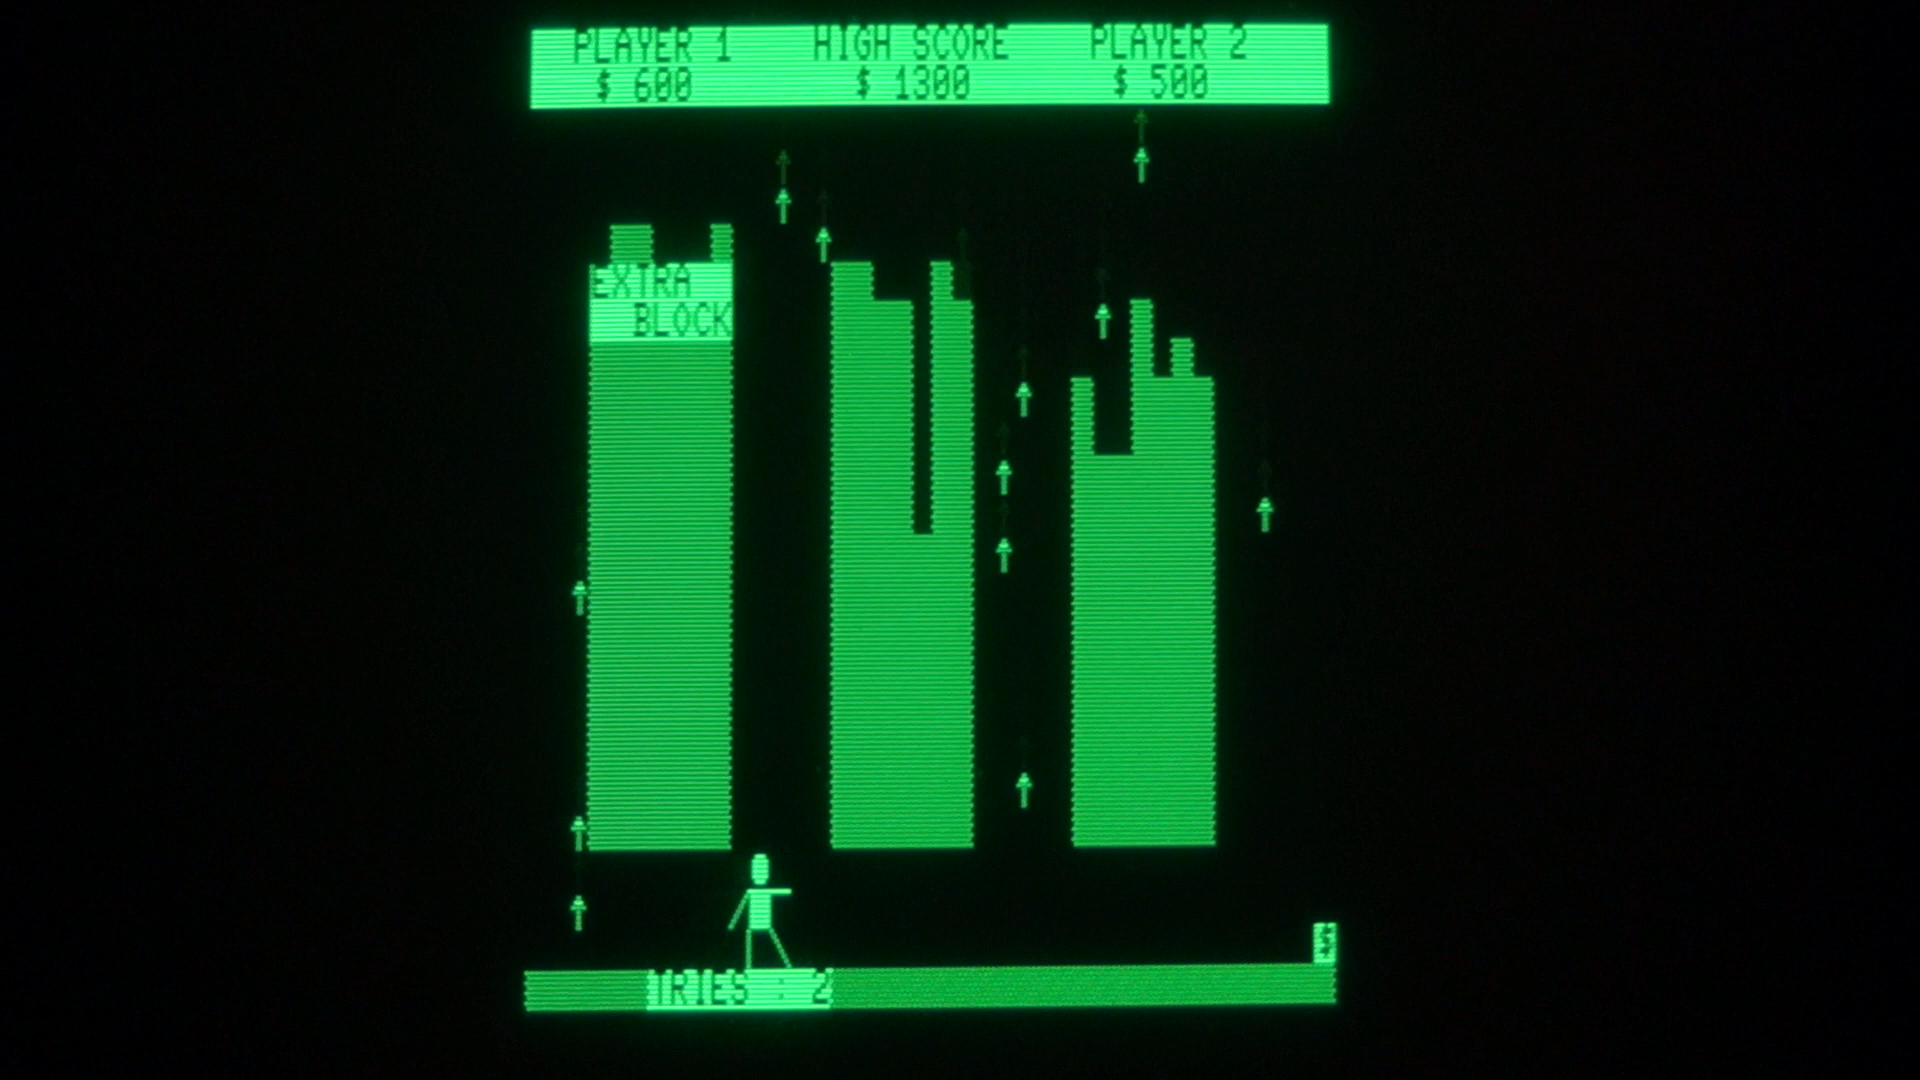 PLAYER 1 HIGH SCORE PLAYER 2
$ 600 $ 1300 $ 500
EXTRA
BLOCK
$
TRIES : 2